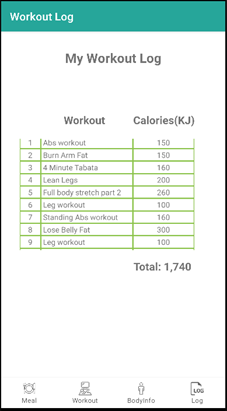 Workout Log
My Workout Log
Workout Calories(KJ)
1 Abs workout 150
2 Burn Arm Fat 150
3 4 Minute Tabata 160
4 Lean Legs 200
5 Full body stretch part 2 260
6 Leg workout 100
7 Standing Abs workout 160
8 Lose Belly Fat 300
9 Leg workout 100
Total: 1,740
LOG
Meal Workout BodyInfo Log